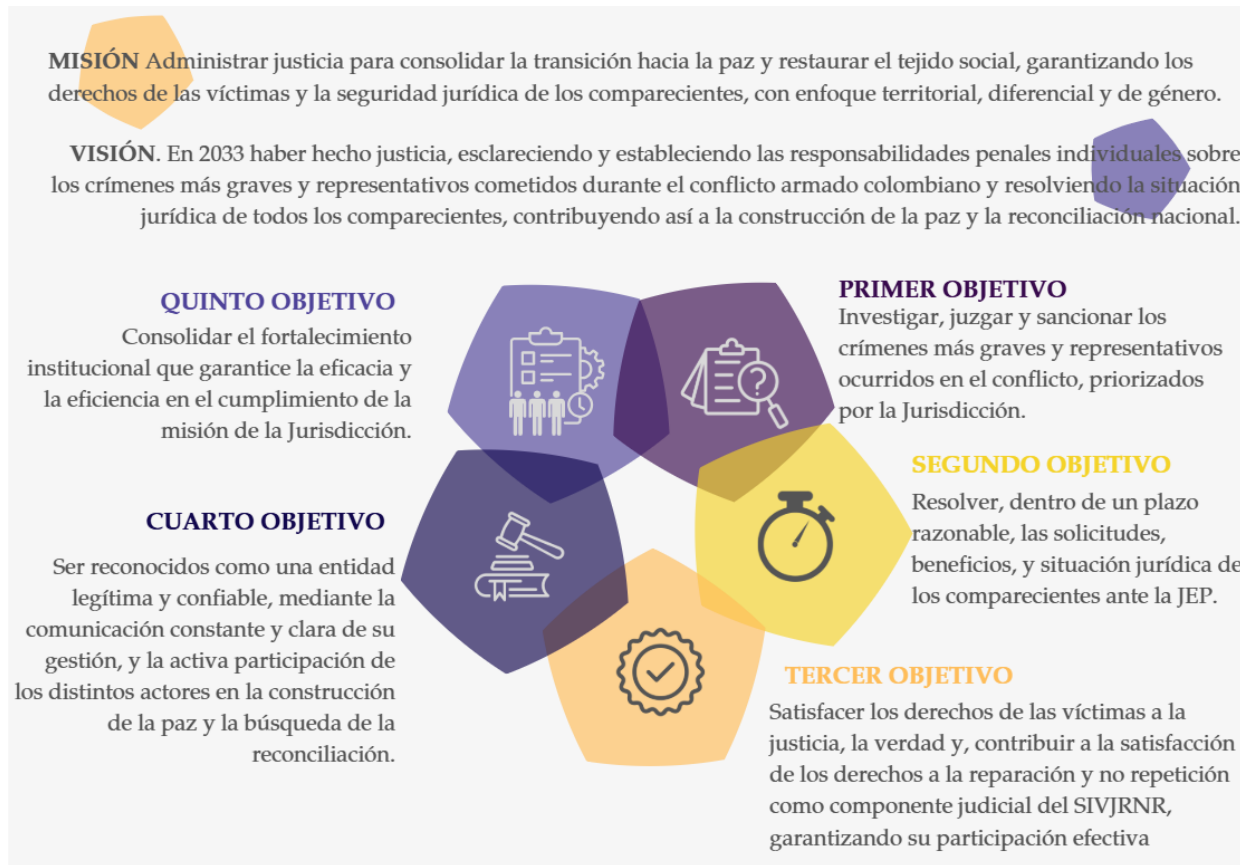 MISIÓN Administrar justicia para consolidar la transición hacia la paz y restaurar el tejido social, garantizando los
derechos de las víctimas y la seguridad jurídica de los comparecientes, con enfoque territorial, diferencial y de género.
VISIÓN. En 2033 haber hecho justicia, esclareciendo y estableciendo las responsabilidades penales individuales sobre
los crímenes más graves y representativos cometidos durante el conflicto armado colombiano y resolviendo la situación
jurídica de todos los comparecientes, contribuyendo así a la construcción de la paz y la reconciliación nacional.
PRIMER OBJETIVO
Investigar, juzgar y sancionar los
crímenes más graves y representativos
ocurridos en el conflicto, priorizados
por la Jurisdicción.
SEGUNDO OBJETIVO
Resolver, dentro de un plazo
razonable, las solicitudes,
beneficios, y situación jurídica de
los comparecientes ante la JEP.
TERCER OBJETIVO
Satisfacer los derechos de las víctimas a la
justicia, la verdad y, contribuir a la satisfacción
de los derechos a la reparación y no repetición
como componente judicial del SIVJRNR,
garantizando su participación efectiva
CUARTO OBJETIVO
Ser reconocidos como una entidad
legítima y confiable, mediante la
comunicación constante y clara de su
gestión, y la activa participación de
los distintos actores en la construcción
de la paz y la búsqueda de la
reconciliación.
QUINTO OBJETIVO
Consolidar el fortalecimiento
institucional que garantice la eficacia y
la eficiencia en el cumplimiento de la
misión de la Jurisdicción.
?